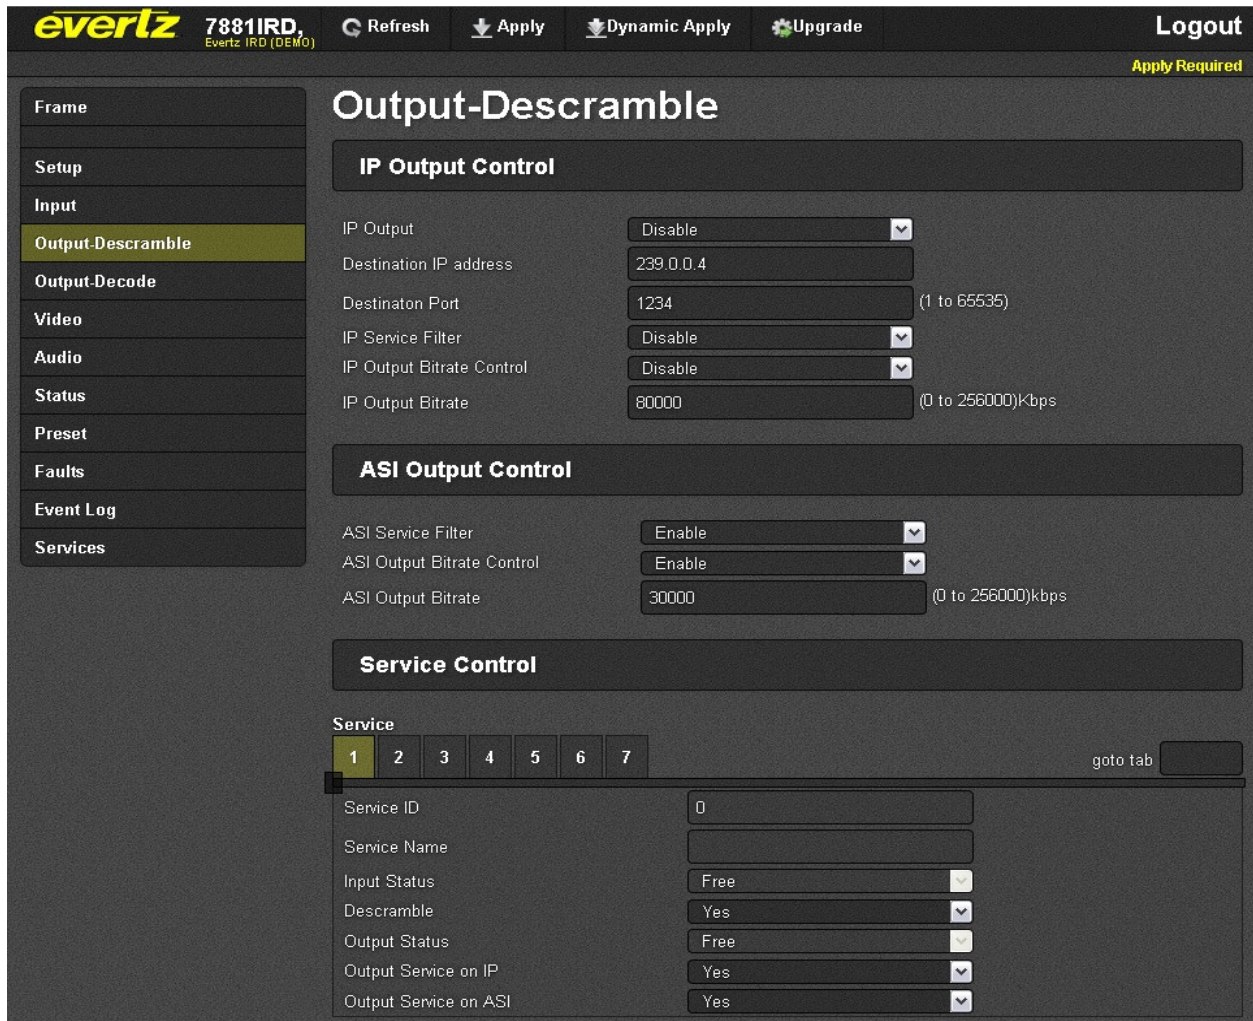 evertz 7881IRD, Refresh Apply Dynamic Apply Upgrade Logout
Evertz IRD (DEMO)
Apply Required
Frame
Setup
Input
Output-Descramble
Output-Decode
Video
Audio
Status
Preset
Faults
Event Log
Services
Output-Descramble
IP Output Control
IP Output Disable
Destination IP address 239.0.0.4
Destinaton Port 1234 (1 to 65535)
IP Service Filter Disable
IP Output Bitrate Control Disable
IP Output Bitrate 80000 (0 to 256000)Kbps
ASI Output Control
ASI Service Filter Enable
ASI Output Bitrate Control Enable
ASI Output Bitrate 30000 (0 to 256000)kbps
Service Control
Service
1 2 3 4 5 6 7 goto tab
Service ID 0
Service Name
Input Status Free
Descramble Yes
Output Status Free
Output Service on IP Yes
Output Service on ASI Yes